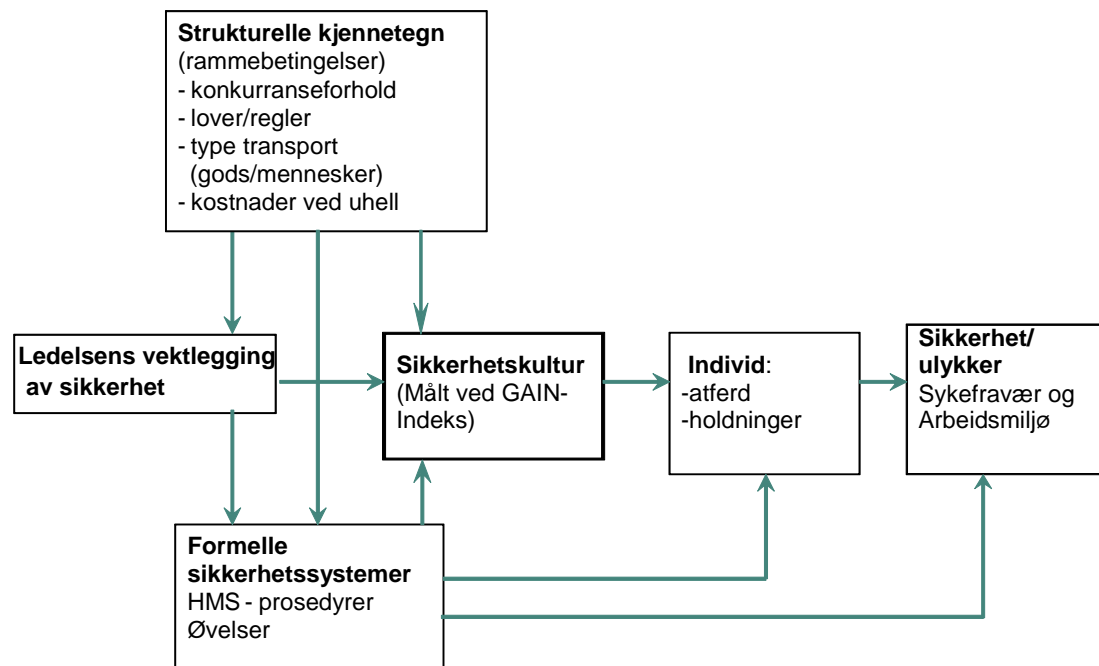 Strukturelle kjennetegn
(rammebetingelser)
- konkurranseforhold
- lover/regler
- type transport
(gods/mennesker)
- kostnader ved uhell
Ledelsens vektlegging
av sikkerhet
Sikkerhetskultur
(Målt ved GAIN-
Indeks)
Individ:
-atferd
-holdninger
Sikkerhet/
ulykker
Sykefravær og
Arbeidsmiljø
Formelle
sikkerhetssystemer
HMS - prosedyrer
Øvelser